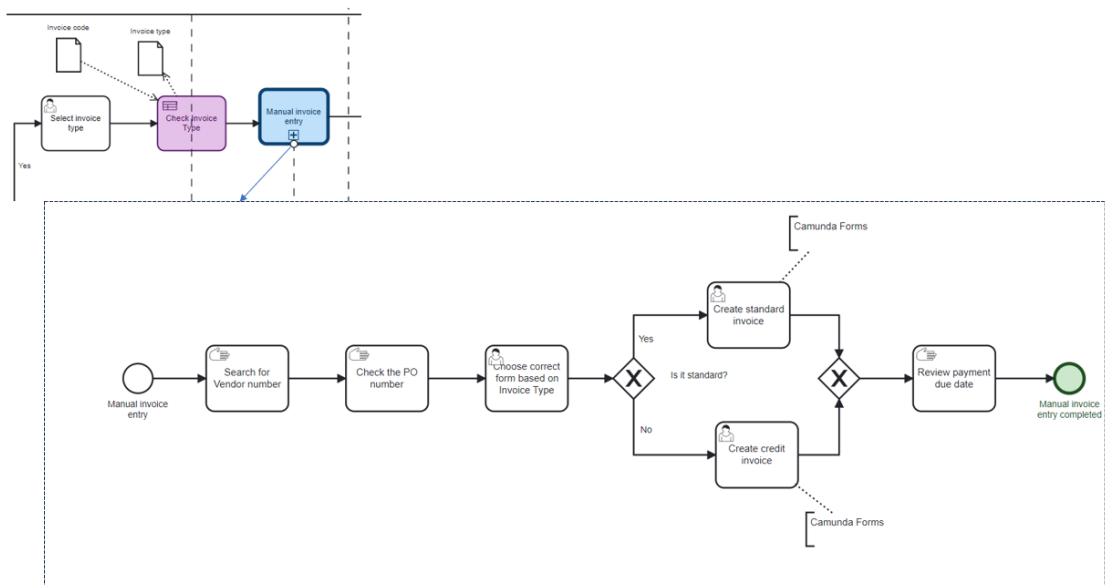 Invoice code
Invoice type
Select invoice
type
Check Invoice
Type
Manual invoice
entry
Yes
Camunda Forms
Create standard
invoice
Yes
Search for
Vendor number
Check the PO
number
Choose correct
form based on
Invoice Type
Is it standard?
Review payment
due date
Manual invoice
entry
Manual invoice
entry completed
No
Create credit
invoice
Camunda Forms